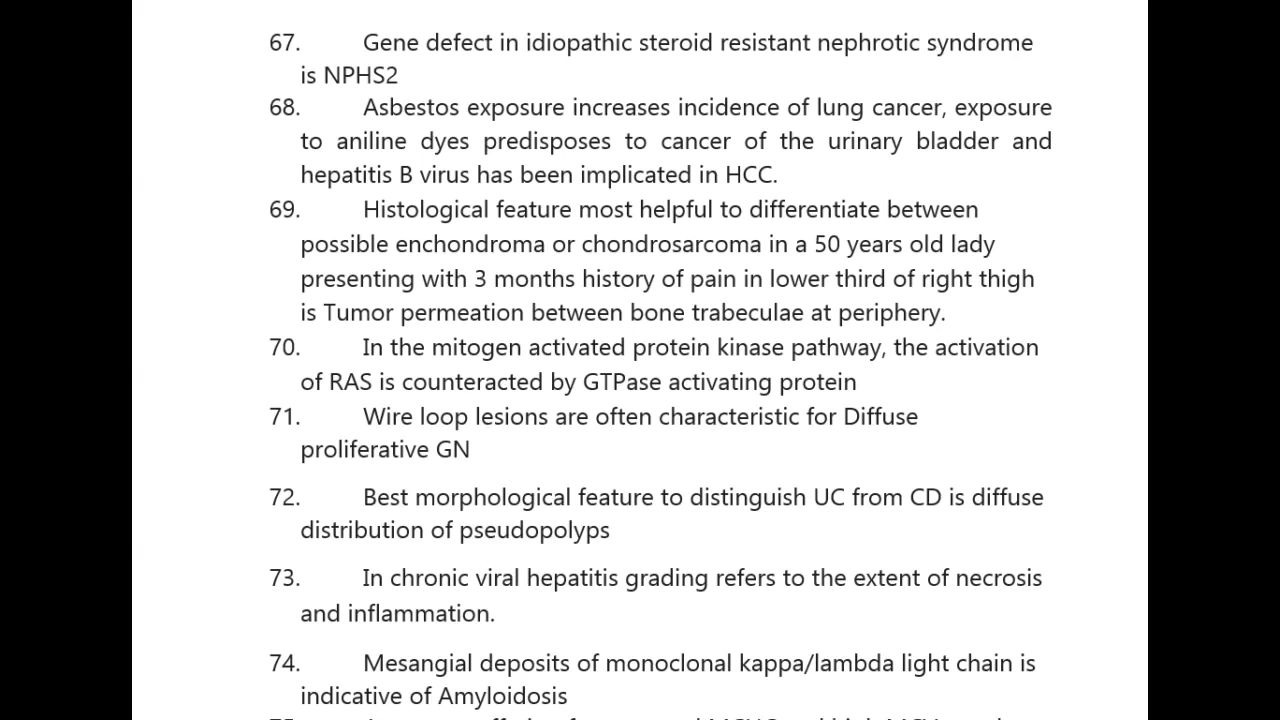 67. Gene defect in idiopathic steroid resistant nephrotic syndrome
is NPHS2
68. Asbestos exposure increases incidence of lung cancer, exposure
to aniline dyes predisposes to cancer of the urinary bladder and
hepatitis B virus has been implicated in HCC.
69. Histological feature most helpful to differentiate between
possible enchondroma or chondrosarcoma in a 50 years old lady
presenting with 3 months history of pain in lower third of right thigh
is Tumor permeation between bone trabeculae at periphery.
70. In the mitogen activated protein kinase pathway, the activation
of RAS is counteracted by GTPase activating protein
71. Wire loop lesions are often characteristic for Diffuse
proliferative GN
72. Best morphological feature to distinguish UC from CD is diffuse
distribution of pseudopolyps
73. In chronic viral hepatitis grading refers to the extent of necrosis
and inflammation.
74. Mesangial deposits of monoclonal kappa/lambda light chain is
indicative of Amyloidosis